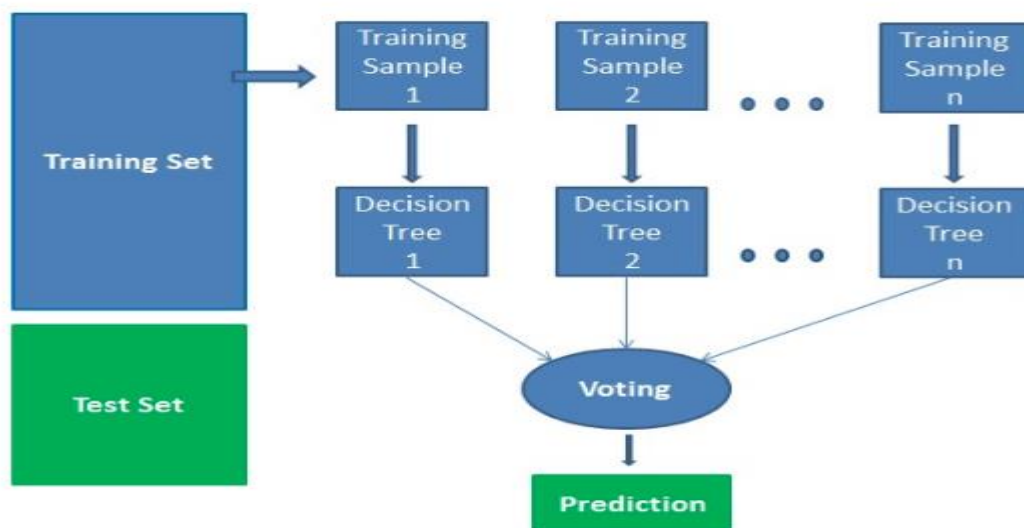 Training Set
Training
Sample
1
Training
Sample
2
Training
Sample
n
Decision
Tree
1
Decision
Tree
2
Decision
Tree
n
Test Set
Voting
Prediction